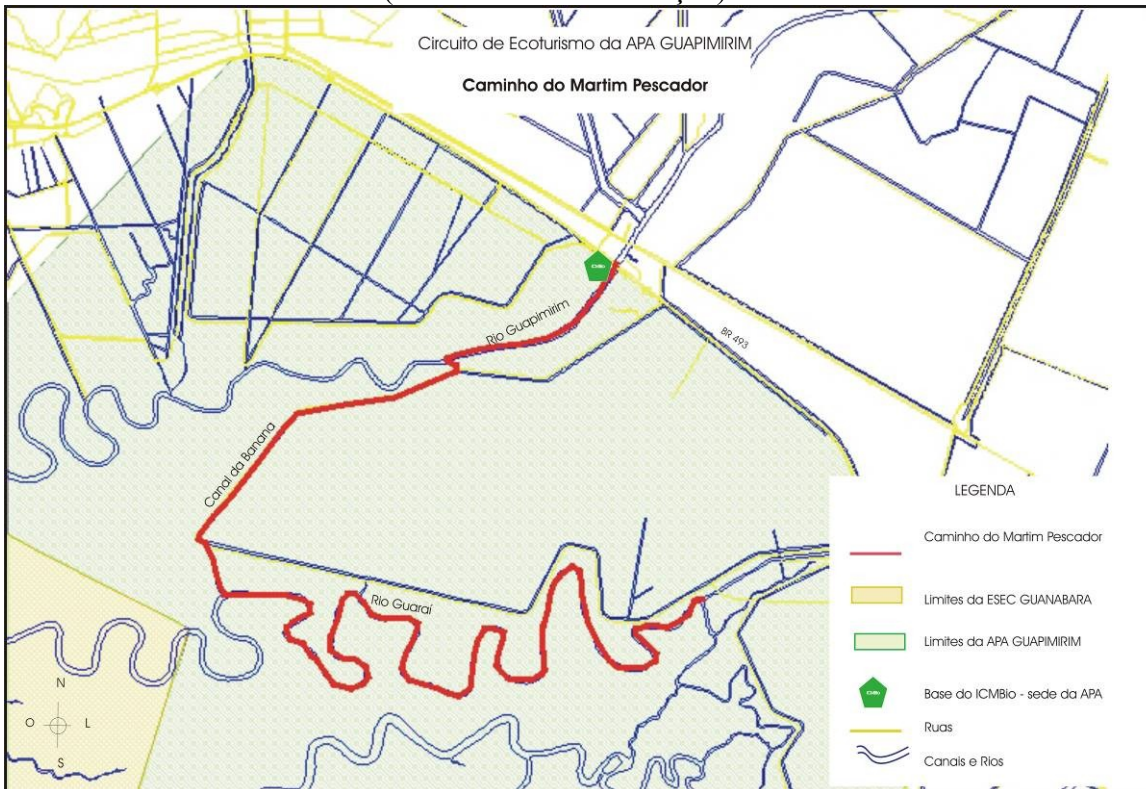 Circuito de Ecoturismo da APA GUAPIMIRIM
Caminho do Martim Pescador
ICMBio
Rio Guapimirim
BR 493
Canal da Banana
Rio Guaraí
N
O L
S
LEGENDA
Caminho do Martim Pescador
Limites da ESEC GUANABARA
Limites da APA GUAPIMIRIM
ICMBio
Base do ICMBio - sede da APA
Ruas
Canais e Rios